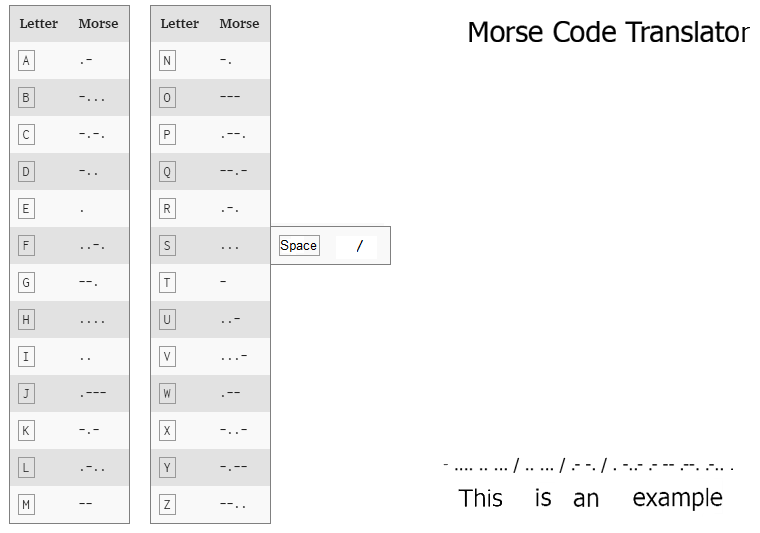 Morse Code Translator
Letter Morse
A .-
B -...
C -.-.
D -..
E .
F ..-.
G --.
H ....
I ..
J .---
K -.-
L .-..
M --
Letter Morse
N -.
O ---
P .--.
Q --.-
R .-.
S ...
T -
U ..-
V ...-
W .--
X -..-
Y -.--
Z --..
Space /
- .... .. ... / .. ... / .- -. / . -..- .- -- .--. .-.. .
This is an example